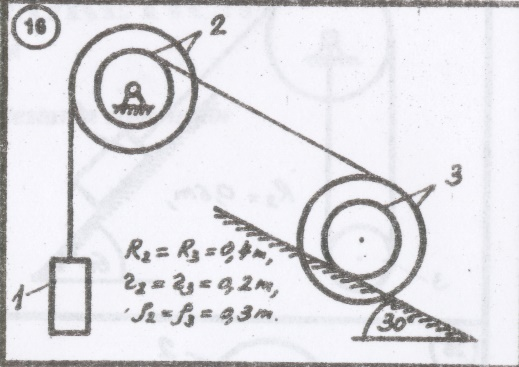 16
2
3
1
R₂ = R₃ = 0,4 м,
r₂ = r₃ = 0,2 м,
ρ₂ = ρ₃ = 0,3 м.
30